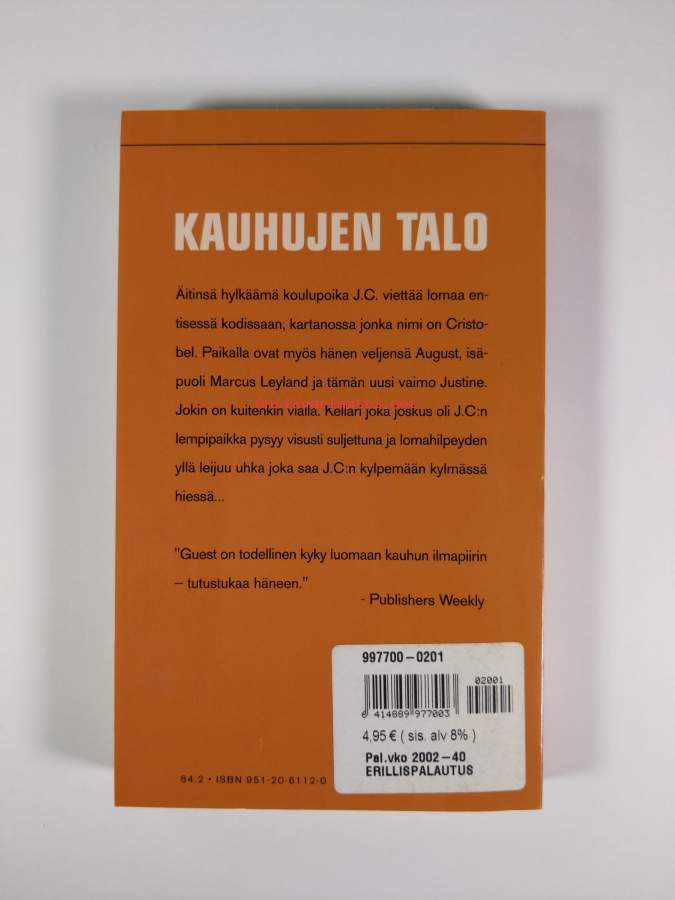 KAUHUJEN TALO
Äitinsä hylkäämä koulupoika J.C. viettää lomaa en-
tisessä kodissaan, kartanossa jonka nimi on Cristo-
bel. Paikalla ovat myös hänen veljensä August, isä-
puoli Marcus Leyland ja tämän uusi vaimo Justine.
Jokin on kuitenkin vialla. Kellari joka joskus oli J.C:n
lempipaikka pysyy visusti suljettuna ja lomahilpeyden
yllä leijuu uhka joka saa J.C:n kylpemään kylmässä
hiessä...
"Guest on todellinen kyky luomaan kauhun ilmapiirin
– tutustukaa häneen."
- Publishers Weekly
997700-0201
02001
6 414889 977003
4,95 € ( sis. alv 8% )
Pal.vko 2002-40
ERILLISPALAUTUS
84.2 • ISBN 951-20-6112-0